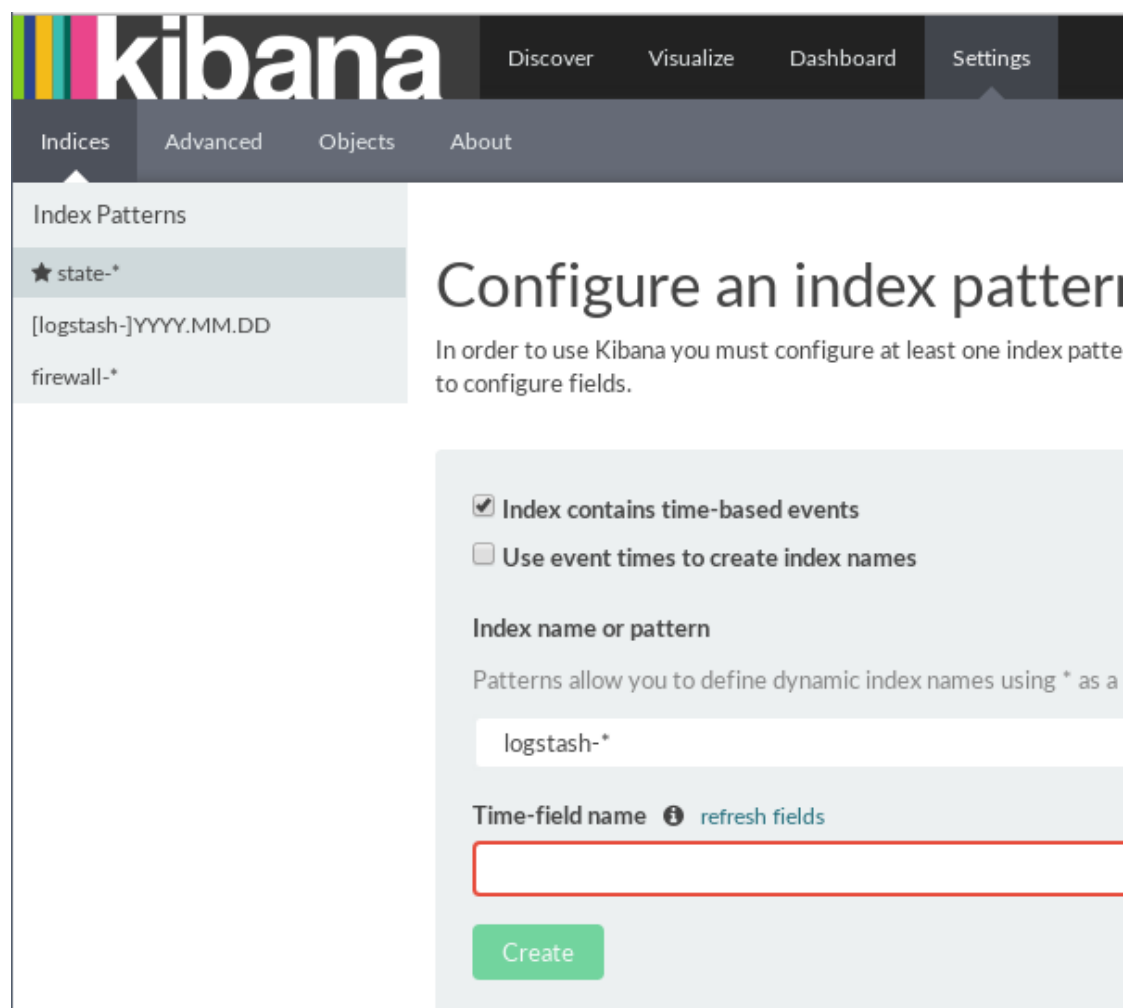 kibana Discover Visualize Dashboard Settings
Indices Advanced Objects About
Index Patterns
state-*
[logstash-]YYYY.MM.DD
firewall-*
Configure an index pattern
In order to use Kibana you must configure at least one index patte
to configure fields.
Index contains time-based events
Use event times to create index names
Index name or pattern
Patterns allow you to define dynamic index names using * as a
logstash-*
Time-field name refresh fields
Create